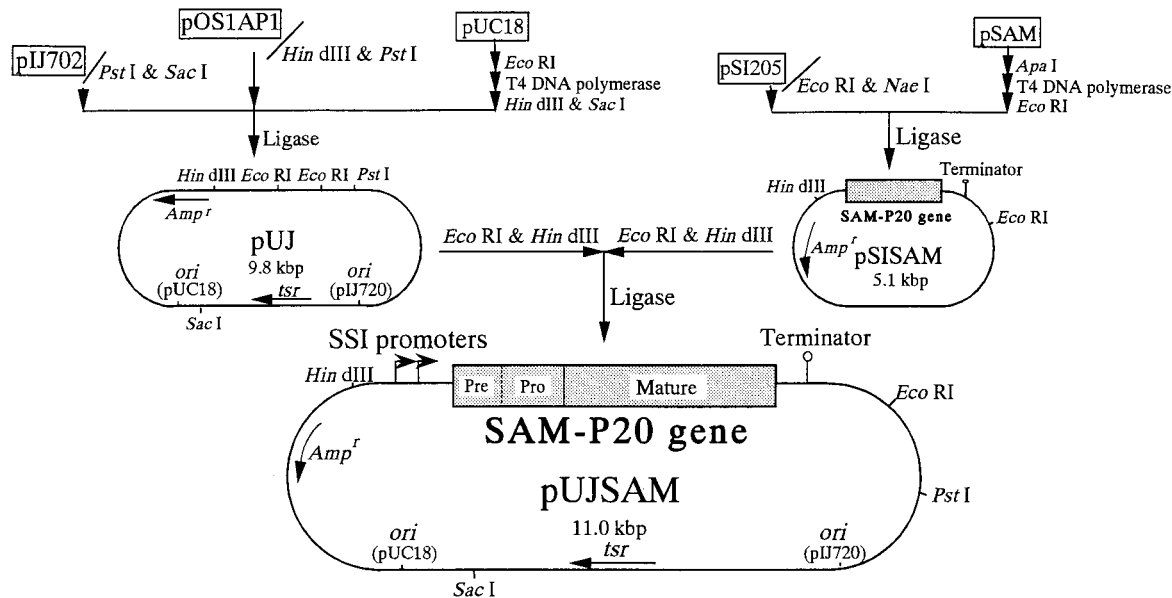 pOS1AP1
pUC18
pSAM
pIJ702
Pst I & Sac I
Hin dIII & Pst I
Eco RI
T4 DNA polymerase
Hin dIII & Sac I
pSI205
Eco RI & Nae I
Apa I
T4 DNA polymerase
Eco RI
Ligase
Ligase
Hin dIII Eco RI Eco RI Pst I
Amp r
pUJ
9.8 kbp
ori
(pUC18)
tsr
ori
(pIJ720)
Sac I
Eco RI & Hin dIII
Eco RI & Hin dIII
Ligase
Hin dIII
Terminator
SAM-P20 gene
Eco RI
Amp r
pSISAM
5.1 kbp
SSI promoters
Terminator
Hin dIII
Pre
Pro
Mature
Eco RI
SAM-P20 gene
Amp r
pUJSAM
Pst I
11.0 kbp
ori
(pUC18)
tsr
ori
(pIJ720)
Sac I